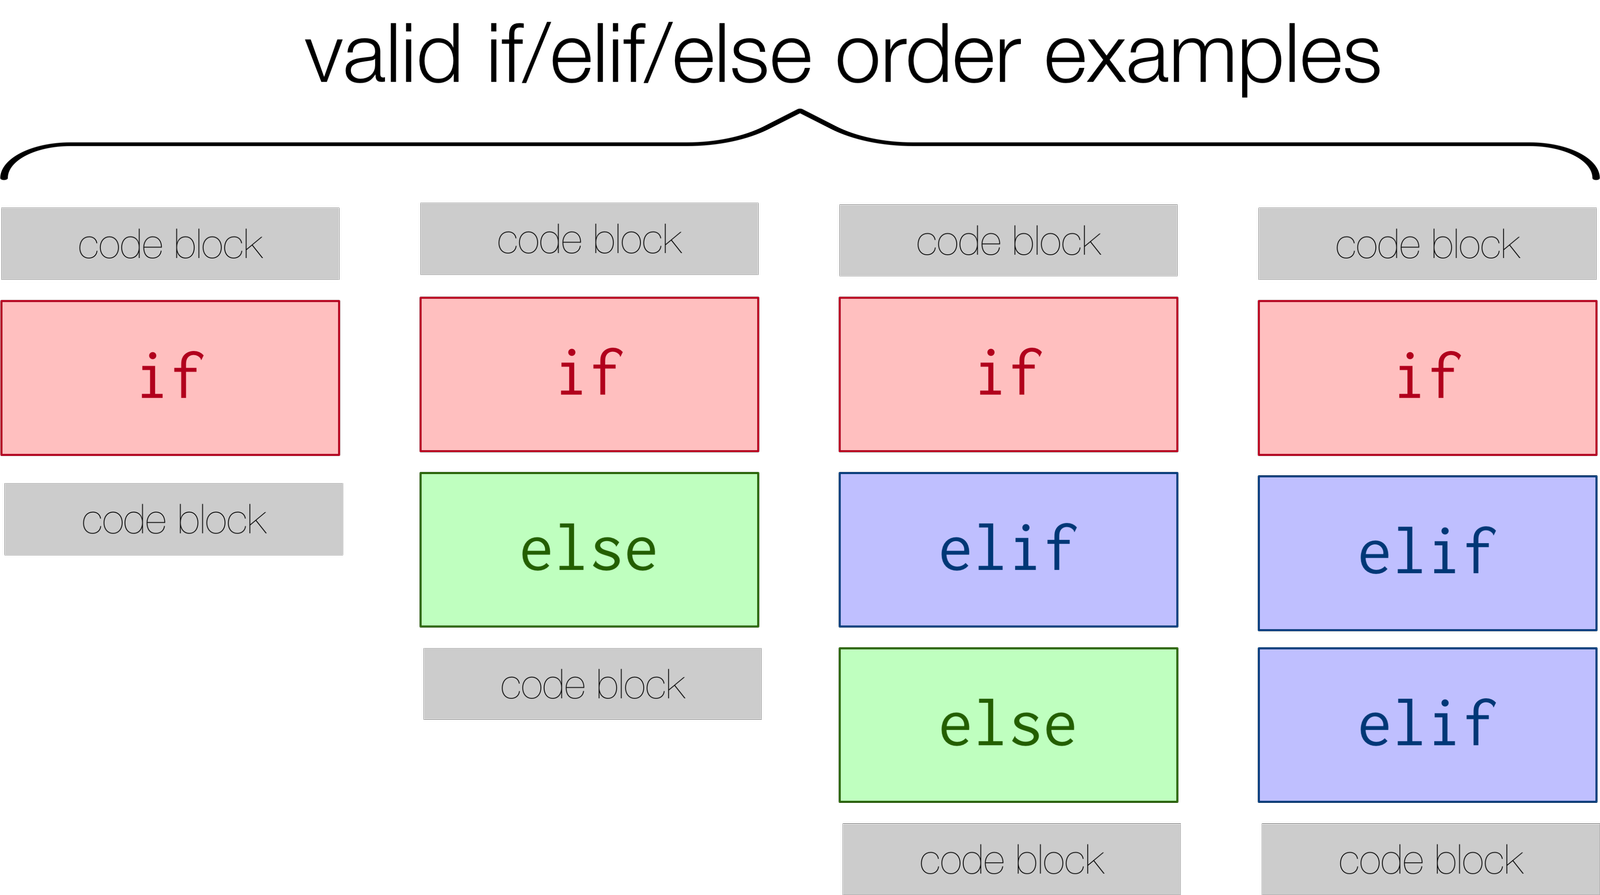 valid if/elif/else order examples
code block
if
code block
code block
if
else
code block
code block
if
elif
else
code block
code block
if
elif
elif
code block